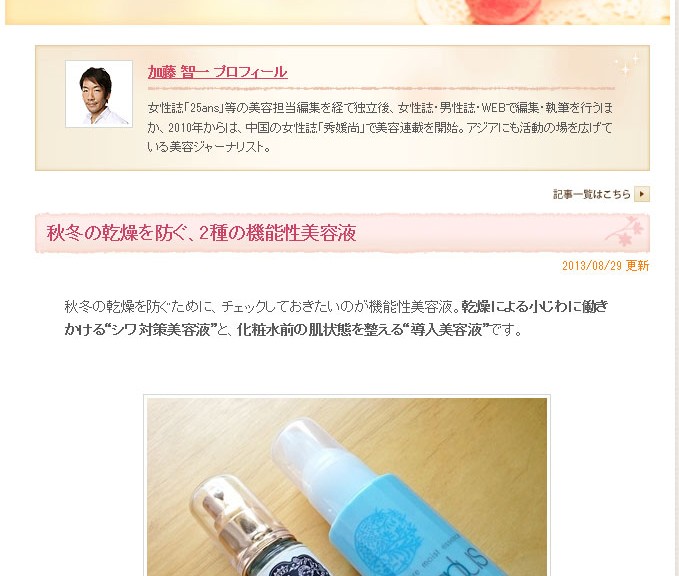 加藤 智一 プロフィール
女性誌「25ans」等の美容担当編集を経て独立後、女性誌・男性誌・WEBで編集・執筆を行うほ
か、2010年からは、中国の女性誌「秀媛尚」で美容連載を開始。アジアにも活動の場を広げて
いる美容ジャーナリスト。
記事一覧はこちら
秋冬の乾燥を防ぐ、2種の機能性美容液
2013/08/29 更新
秋冬の乾燥を防ぐために、チェックしておきたいのが機能性美容液。乾燥による小じわに働き
かける“シワ対策美容液”と、化粧水前の肌状態を整える“導入美容液”です。